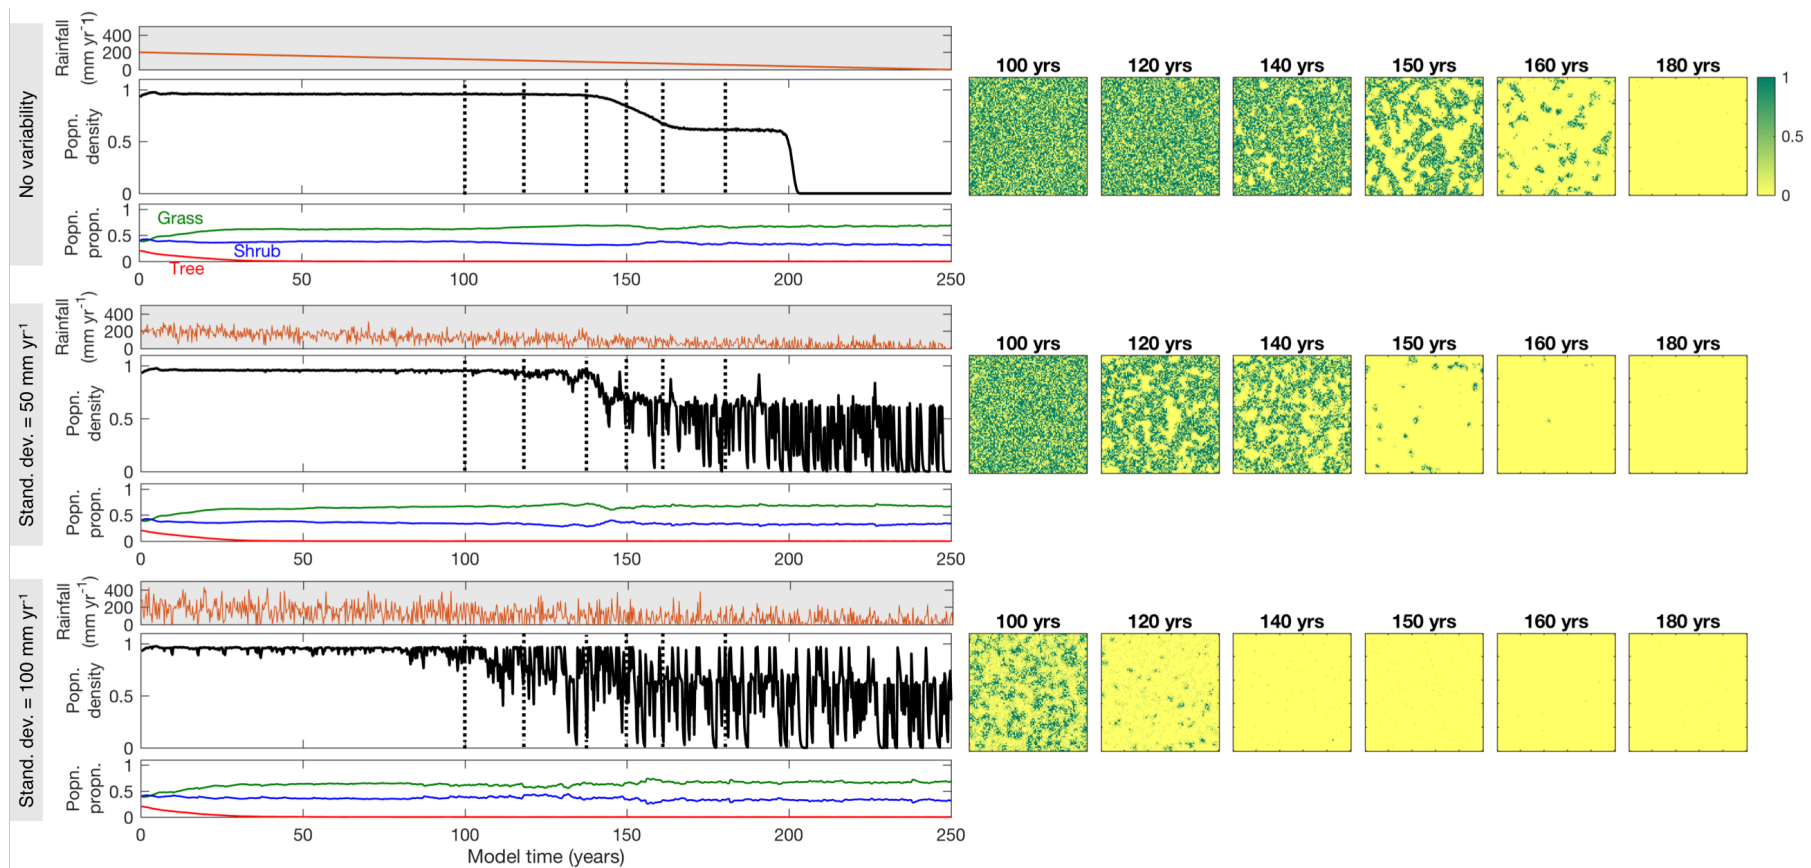 No variability
Rainfall
(mm yr-1)
400
200
0
Popn.
density
1
0.5
0
Popn.
propn.
1
0.5
0
Grass
Shrub
Tree
0 50 100 150 200 250
100 yrs 120 yrs 140 yrs 150 yrs 160 yrs 180 yrs
1
0.5
0
Stand. dev. = 50 mm yr-1
Rainfall
(mm yr-1)
400
200
0
Popn.
density
1
0.5
0
Popn.
propn.
1
0.5
0
0 50 100 150 200 250
100 yrs 120 yrs 140 yrs 150 yrs 160 yrs 180 yrs
Stand. dev. = 100 mm yr-1
Rainfall
(mm yr-1)
400
200
0
Popn.
density
1
0.5
0
Popn.
propn.
1
0.5
0
0 50 100 150 200 250
Model time (years)
100 yrs 120 yrs 140 yrs 150 yrs 160 yrs 180 yrs